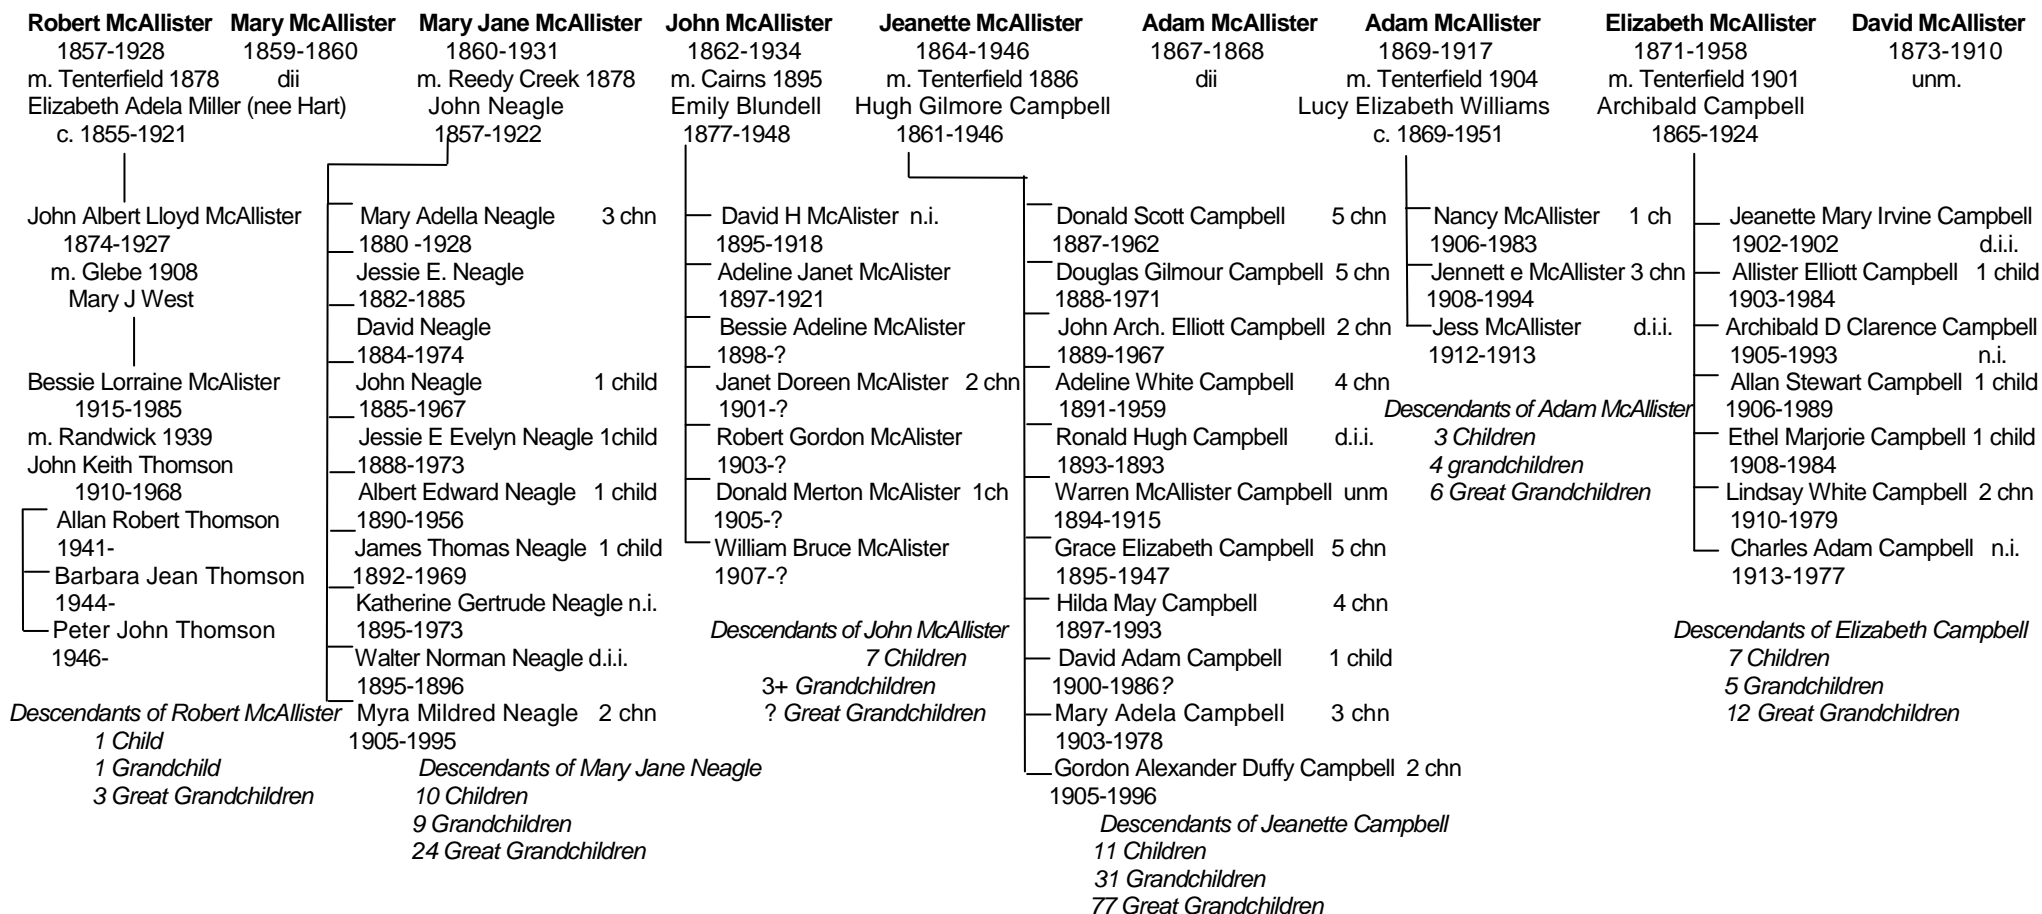 Robert McAllister
1857-1928
m. Tenterfield 1878
Elizabeth Adela Miller (nee Hart)
c. 1855-1921
John Albert Lloyd McAllister
1874-1927
m. Glebe 1908
Mary J West
Bessie Lorraine McAlister
1915-1985
m. Randwick 1939
John Keith Thomson
1910-1968
Allan Robert Thomson
1941-
Barbara Jean Thomson
1944-
Peter John Thomson
1946-
Descendants of Robert McAllister
1 Child
1 Grandchild
3 Great Grandchildren
Mary McAllister
1859-1860
dii
Mary Jane McAllister
1860-1931
m. Reedy Creek 1878
John Neagle
1857-1922
Mary Adella Neagle 3 chn
1880 -1928
Jessie E. Neagle
1882-1885
David Neagle
1884-1974
John Neagle 1 child
1885-1967
Jessie E Evelyn Neagle 1child
1888-1973
Albert Edward Neagle 1 child
1890-1956
James Thomas Neagle 1 child
1892-1969
Katherine Gertrude Neagle n.i.
1895-1973
Walter Norman Neagle d.i.i.
1895-1896
Myra Mildred Neagle 2 chn
1905-1995
Descendants of Mary Jane Neagle
10 Children
9 Grandchildren
24 Great Grandchildren
John McAllister
1862-1934
m. Cairns 1895
Emily Blundell
1877-1948
David H McAlister n.i.
1895-1918
Adeline Janet McAlister
1897-1921
Bessie Adeline McAlister
1898-?
Janet Doreen McAlister 2 chn
1901-?
Robert Gordon McAlister
1903-?
Donald Merton McAlister 1ch
1905-?
William Bruce McAlister
1907-?
Descendants of John McAllister
7 Children
3+ Grandchildren
? Great Grandchildren
Jeanette McAllister
1864-1946
m. Tenterfield 1886
Hugh Gilmore Campbell
1861-1946
Donald Scott Campbell 5 chn
1887-1962
Douglas Gilmour Campbell 5 chn
1888-1971
John Arch. Elliott Campbell 2 chn
1889-1967
Adeline White Campbell 4 chn
1891-1959
Ronald Hugh Campbell d.i.i.
1893-1893
Warren McAllister Campbell unm
1894-1915
Grace Elizabeth Campbell 5 chn
1895-1947
Hilda May Campbell 4 chn
1897-1993
David Adam Campbell 1 child
1900-1986?
Mary Adela Campbell 3 chn
1903-1978
Gordon Alexander Duffy Campbell 2 chn
1905-1996
Descendants of Jeanette Campbell
11 Children
31 Grandchildren
77 Great Grandchildren
Adam McAllister
1867-1868
dii
Adam McAllister
1869-1917
m. Tenterfield 1904
Lucy Elizabeth Williams
c. 1869-1951
Nancy McAllister 1 ch
1906-1983
Jennett e McAllister 3 chn
1908-1994
Jess McAllister d.i.i.
1912-1913
Descendants of Adam McAllister
3 Children
4 grandchildren
6 Great Grandchildren
Elizabeth McAllister
1871-1958
m. Tenterfield 1901
Archibald Campbell
1865-1924
Jeanette Mary Irvine Campbell
1902-1902 d.i.i.
Allister Elliott Campbell 1 child
1903-1984
Archibald D Clarence Campbell
1905-1993 n.i.
Allan Stewart Campbell 1 child
1906-1989
Ethel Marjorie Campbell 1 child
1908-1984
Lindsay White Campbell 2 chn
1910-1979
Charles Adam Campbell n.i.
1913-1977
Descendants of Elizabeth Campbell
7 Children
5 Grandchildren
12 Great Grandchildren
David McAllister
1873-1910
unm.